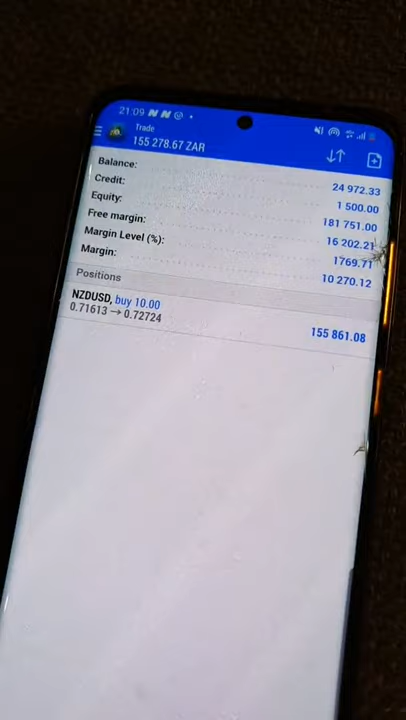 21:09
Trade
155 278.67 ZAR
Balance: 24 972.33
Credit: 1 500.00
Equity: 181 751.00
Free margin: 16 202.21
Margin Level (%): 1769.71
Margin: 10 270.12
Positions
NZDUSD, buy 10.00
0.71613 → 0.72724 155 861.08